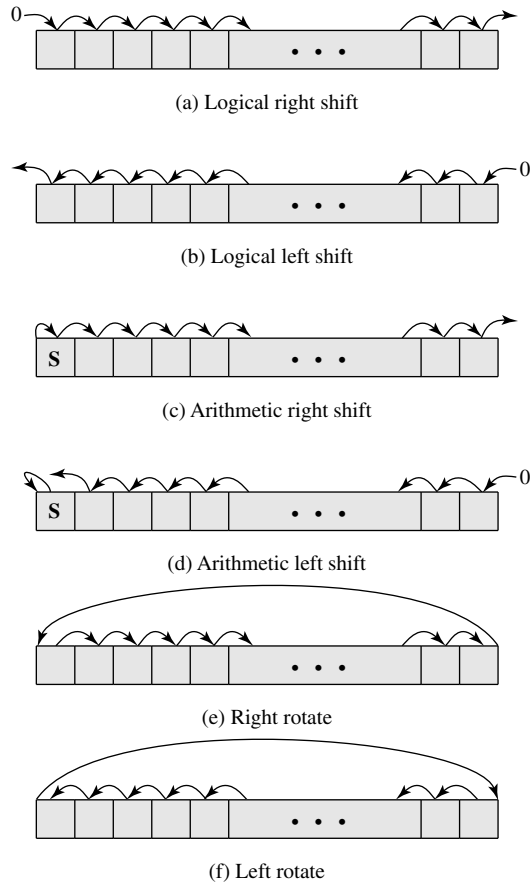 0
• • •
(a) Logical right shift
0
• • •
(b) Logical left shift
S
• • •
(c) Arithmetic right shift
0
S
• • •
(d) Arithmetic left shift
• • •
(e) Right rotate
• • •
(f) Left rotate